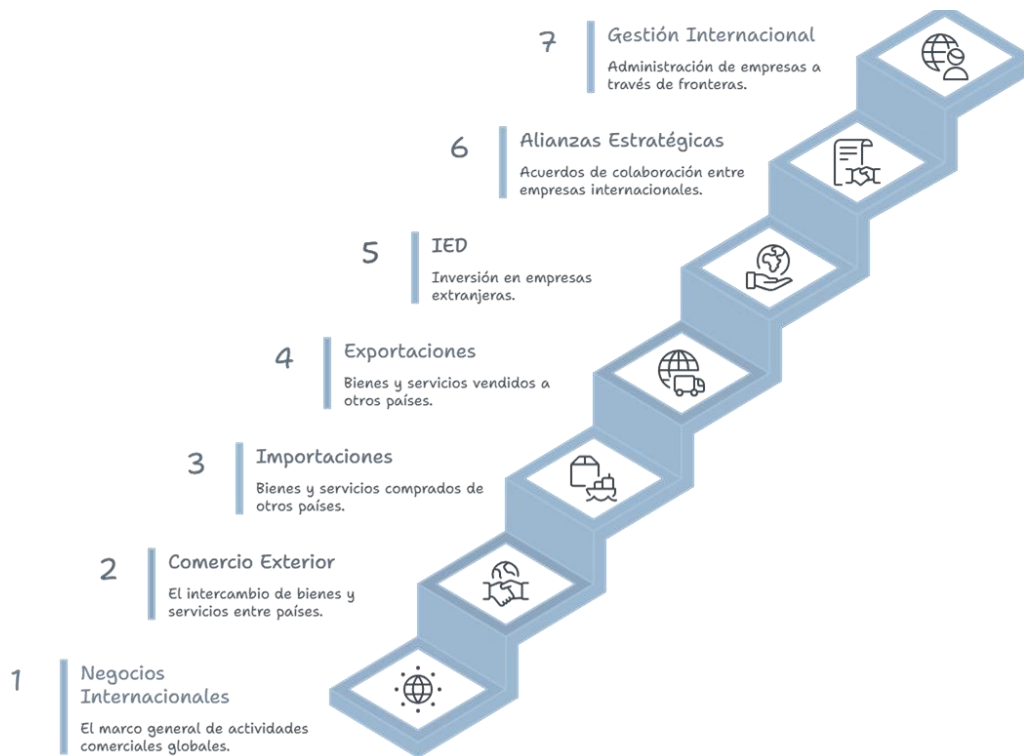 7
Gestión Internacional
Administración de empresas a
través de fronteras.
6
Alianzas Estratégicas
Acuerdos de colaboración entre
empresas internacionales.
5
IED
Inversión en empresas
extranjeras.
4
Exportaciones
Bienes y servicios vendidos a
otros países.
3
Importaciones
Bienes y servicios comprados de
otros países.
2
Comercio Exterior
El intercambio de bienes y
servicios entre países.
1
Negocios
Internacionales
El marco general de actividades
comerciales globales.